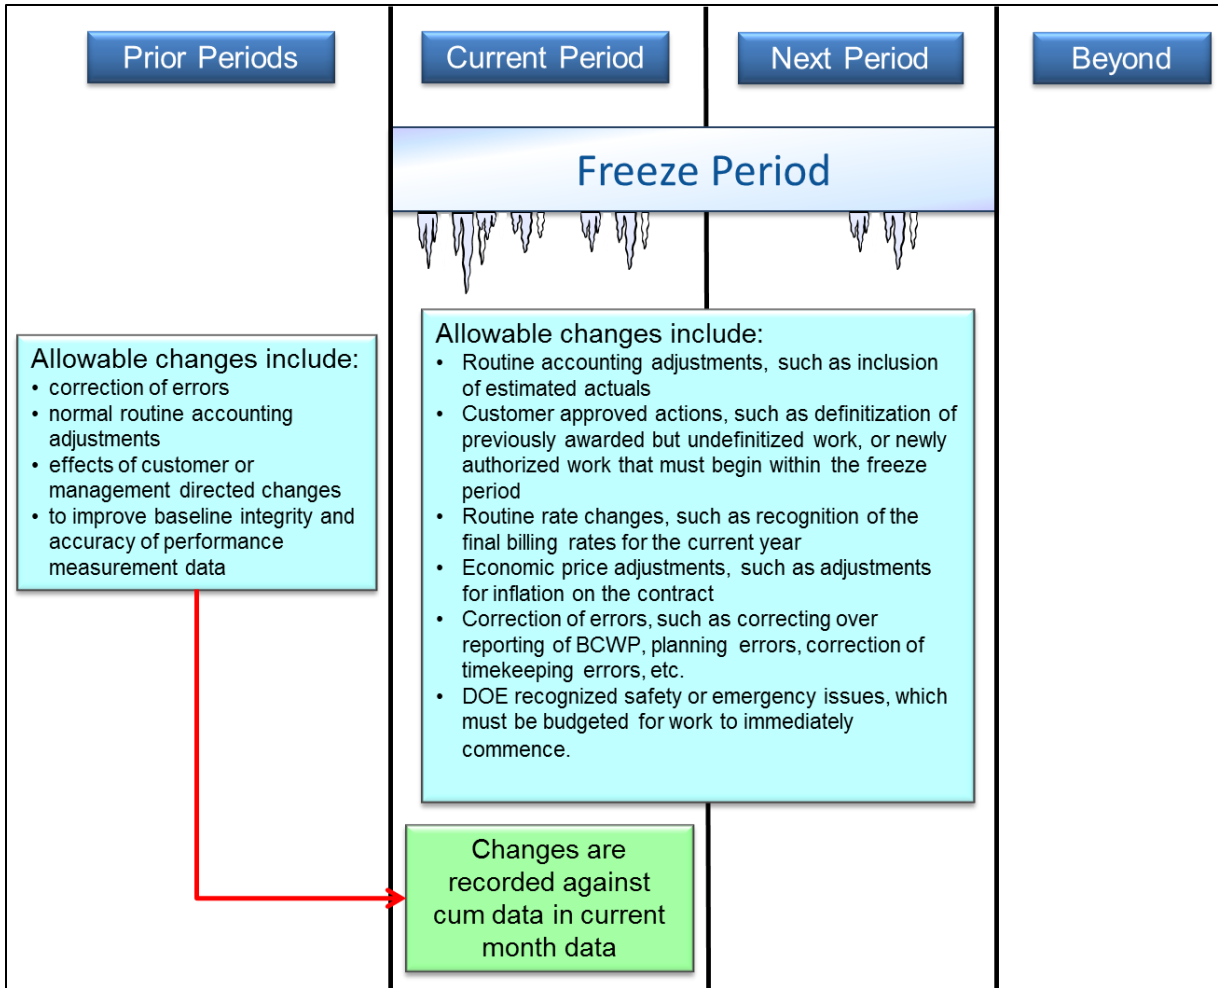 Prior Periods
Current Period
Next Period
Beyond
Freeze Period
Allowable changes include:
• correction of errors
• normal routine accounting
adjustments
• effects of customer or
management directed changes
• to improve baseline integrity and
accuracy of performance
measurement data
Allowable changes include:
• Routine accounting adjustments, such as inclusion
of estimated actuals
• Customer approved actions, such as definitization of
previously awarded but undefinitized work, or newly
authorized work that must begin within the freeze
period
• Routine rate changes, such as recognition of the
final billing rates for the current year
• Economic price adjustments, such as adjustments
for inflation on the contract
• Correction of errors, such as correcting over
reporting of BCWP, planning errors, correction of
timekeeping errors, etc.
• DOE recognized safety or emergency issues, which
must be budgeted for work to immediately
commence.
Changes are
recorded against
cum data in current
month data